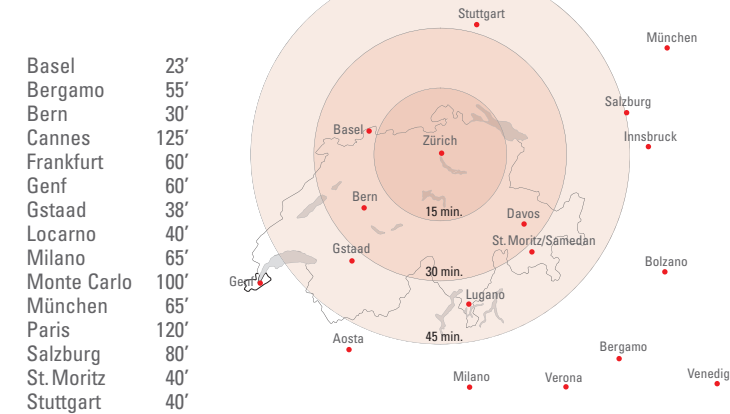 Basel 23′
Bergamo 55′
Bern 30′
Cannes 125′
Frankfurt 60′
Genf 60′
Gstaad 38′
Locarno 40′
Milano 65′
Monte Carlo 100′
München 65′
Paris 120′
Salzburg 80′
St. Moritz 40′
Stuttgart 40′
Stuttgart
München
Salzburg
Innsbruck
Basel
Zürich
Bern
15 min.
Davos
St. Moritz/Samedan
Gstaad
Bolzano
30 min.
Genf
Lugano
45 min.
Aosta
Bergamo
Milano
Verona
Venedig